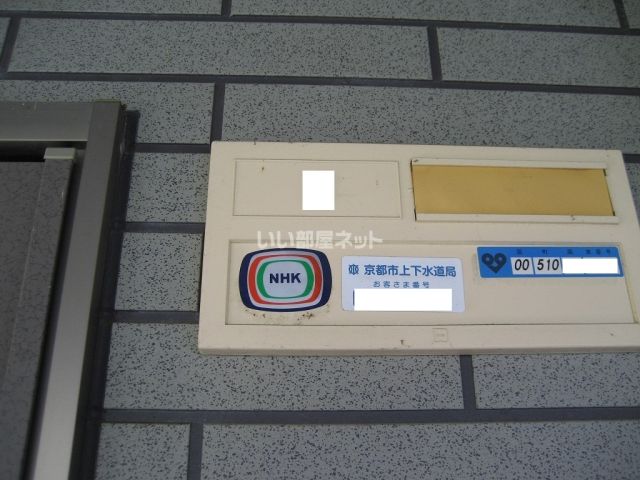 いい部屋ネット
NHK
京都市上下水道局
お客さま番号
00 510